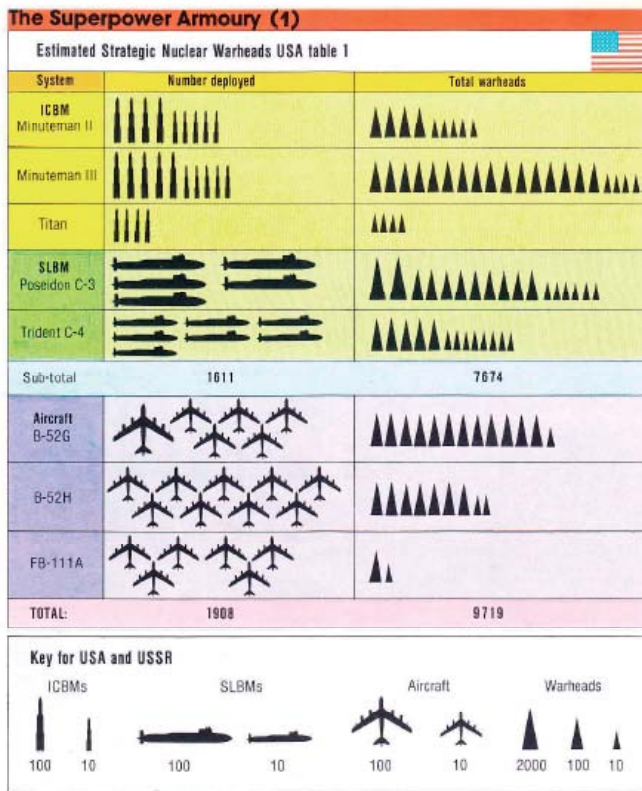 The Superpower Armoury (1)
Estimated Strategic Nuclear Warheads USA table 1
System Number deployed Total warheads
ICBM
Minuteman II
Minuteman III
Titan
SLBM
Poseidon C-3
Trident C-4
Sub-total 1611 7674
Aircraft
B-52G
B-52H
FB-111A
TOTAL: 1908 9719
Key for USA and USSR
ICBMs SLBMs Aircraft Warheads
100 10 100 10 100 10 2000 100 10